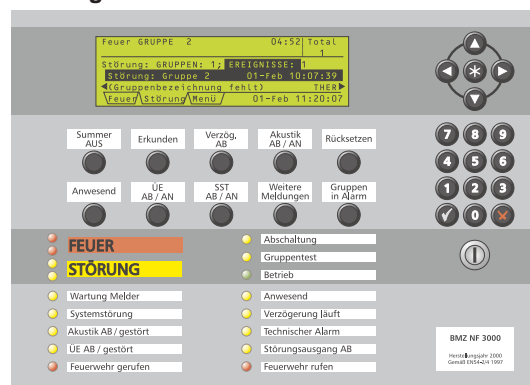 Feuer GRUPPE 2 04:52 Total
1
Störung: GRUPPEN: 1; EREIGNISSE: 1
Störung: Gruppe 2 01-Feb 10:07:39
(Gruppenbezeichnung fehlt) THER
Feuer Störung Menü 01-Feb 11:20:07
Summer AUS
Erkunden
Verzög. AB
Akustik AB / AN
Rücksetzen
Anwesend
ÜE AB / AN
SST AB / AN
Weitere Meldungen
Gruppen in Alarm
7 8 9
4 5 6
1 2 3
0
FEUER
STÖRUNG
Abschaltung
Gruppentest
Betrieb
Wartung Melder
Systemstörung
Akustik AB / gestört
ÜE AB / gestört
Feuerwehr gerufen
Anwesend
Verzögerung läuft
Technischer Alarm
Störungsausgang AB
Feuerwehr rufen
BMZ NF 3000
Herstellungsjahr 2000
Gemäß EN54-2/4 1997